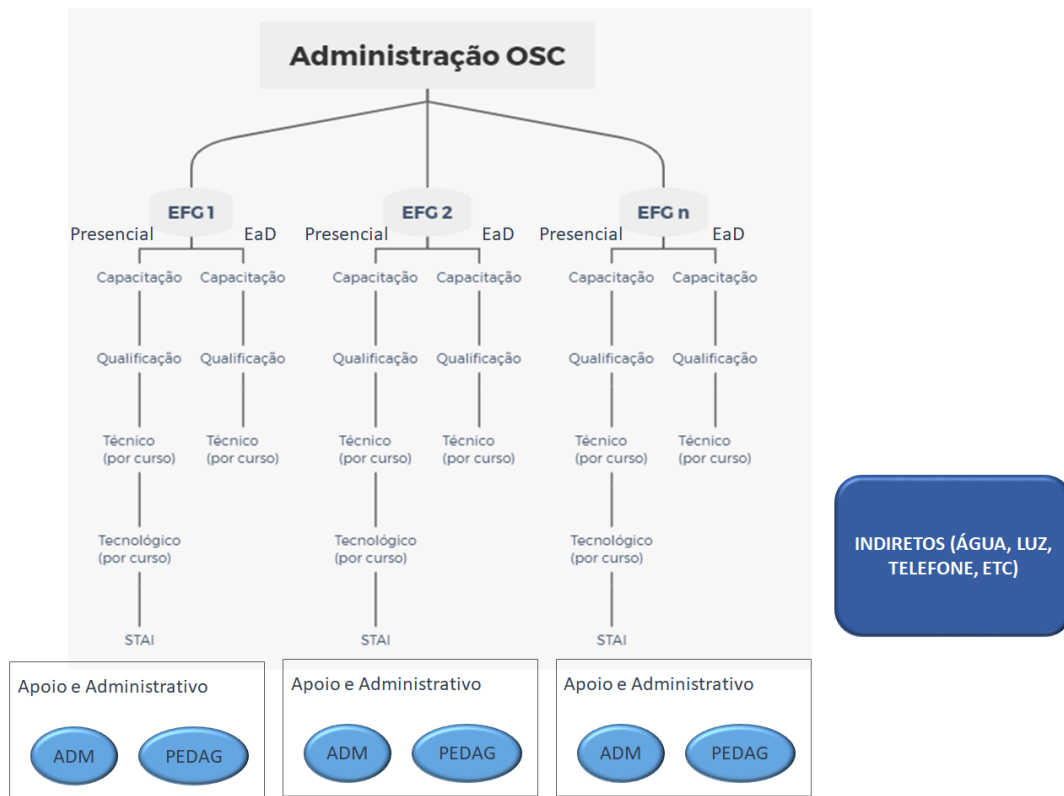 Administração OSC
EFG 1
EFG 2
EFG n
Presencial
EaD
Presencial
EaD
Presencial
EaD
Capacitação
Capacitação
Capacitação
Capacitação
Capacitação
Capacitação
Qualificação
Qualificação
Qualificação
Qualificação
Qualificação
Qualificação
Técnico
(por curso)
Técnico
(por curso)
Técnico
(por curso)
Técnico
(por curso)
Técnico
(por curso)
Técnico
(por curso)
Tecnológico
(por curso)
Tecnológico
(por curso)
Tecnológico
(por curso)
INDIRETOS (ÁGUA, LUZ,
TELEFONE, ETC)
STAI
STAI
STAI
Apoio e Administrativo
Apoio e Administrativo
Apoio e Administrativo
ADM
PEDAG
ADM
PEDAG
ADM
PEDAG